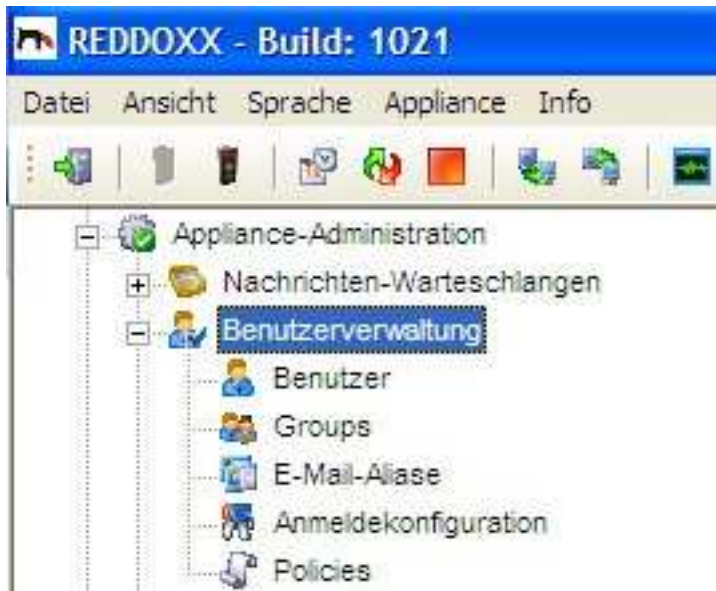 REDDOXX - Build: 1021
Datei Ansicht Sprache Appliance Info
Appliance-Administration
Nachrichten-Warteschlangen
Benutzerverwaltung
Benutzer
Groups
E-Mail-Aliase
Anmeldekonfiguration
Policies